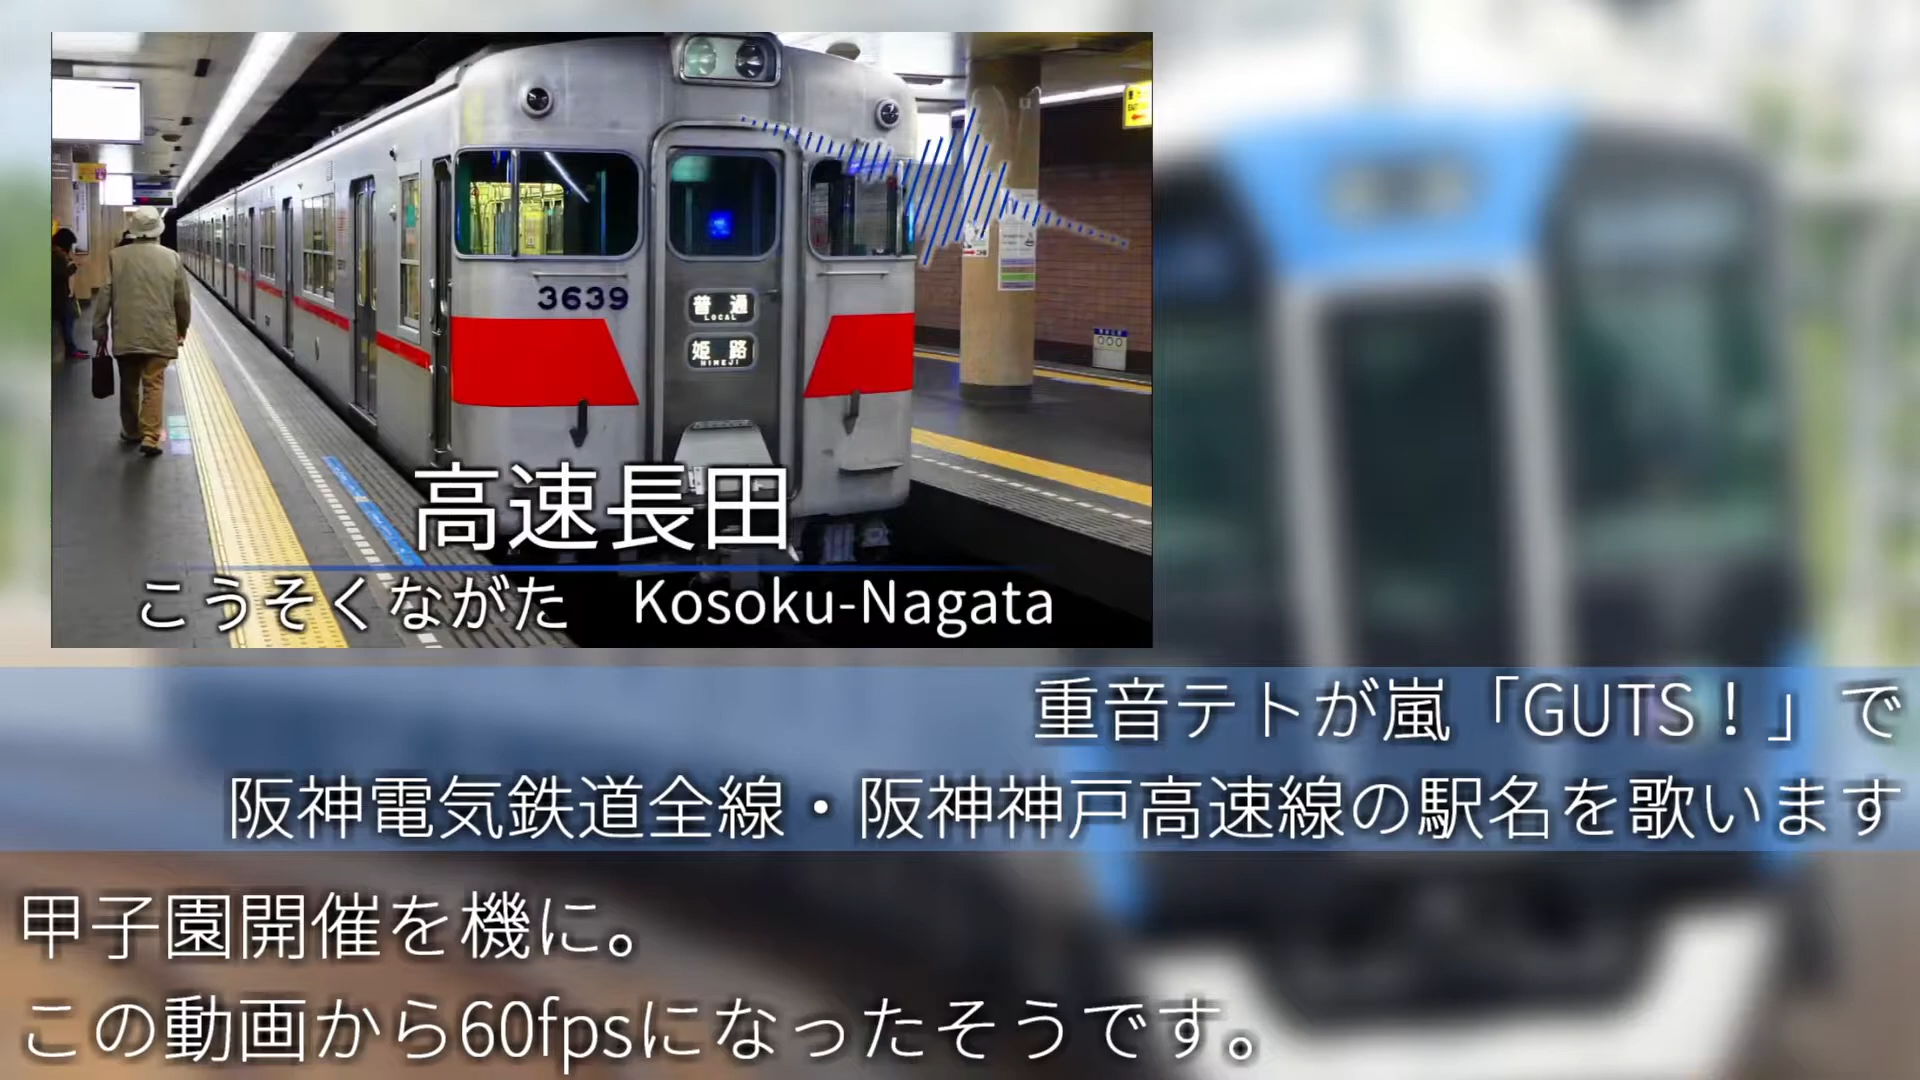 3639
普通
LOCAL
姫路
HIMEJI
高速長田
こうそくながた Kosoku-Nagata
重音テトが嵐「GUTS！」で
阪神電気鉄道全線・阪神神戸高速線の駅名を歌います
甲子園開催を機に。
この動画から60fpsになったそうです。